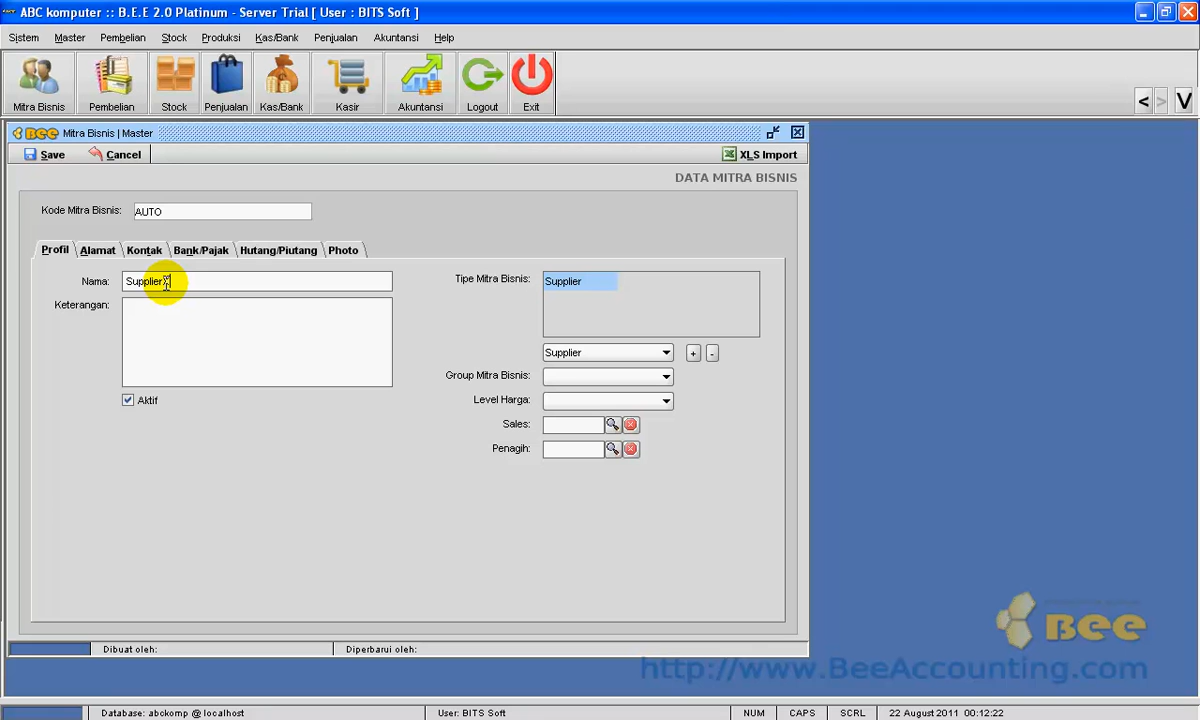 ABC komputer :: B.E.E 2.0 Platinum - Server Trial [ User : BITS Soft ]
Sistem Master Pembelian Stock Produksi Kas/Bank Penjualan Akuntansi Help
Mitra Bisnis Pembelian Stock Penjualan Kas/Bank Kasir Akuntansi Logout Exit
< > V
BEE Mitra Bisnis | Master
Save Cancel XLS Import
DATA MITRA BISNIS
Kode Mitra Bisnis: AUTO
Profil Alamat Kontak Bank/Pajak Hutang/Piutang Photo
Nama: Supplier
Keterangan:
Aktif
Tipe Mitra Bisnis: Supplier
Supplier + -
Group Mitra Bisnis:
Level Harga:
Sales:
Penagih:
Dibuat oleh: Diperbarui oleh:
BEE
http://www.BeeAccounting.com
Database: abckomp @ localhost User: BITS Soft NUM CAPS SCRL 22 August 2011 00:12:22